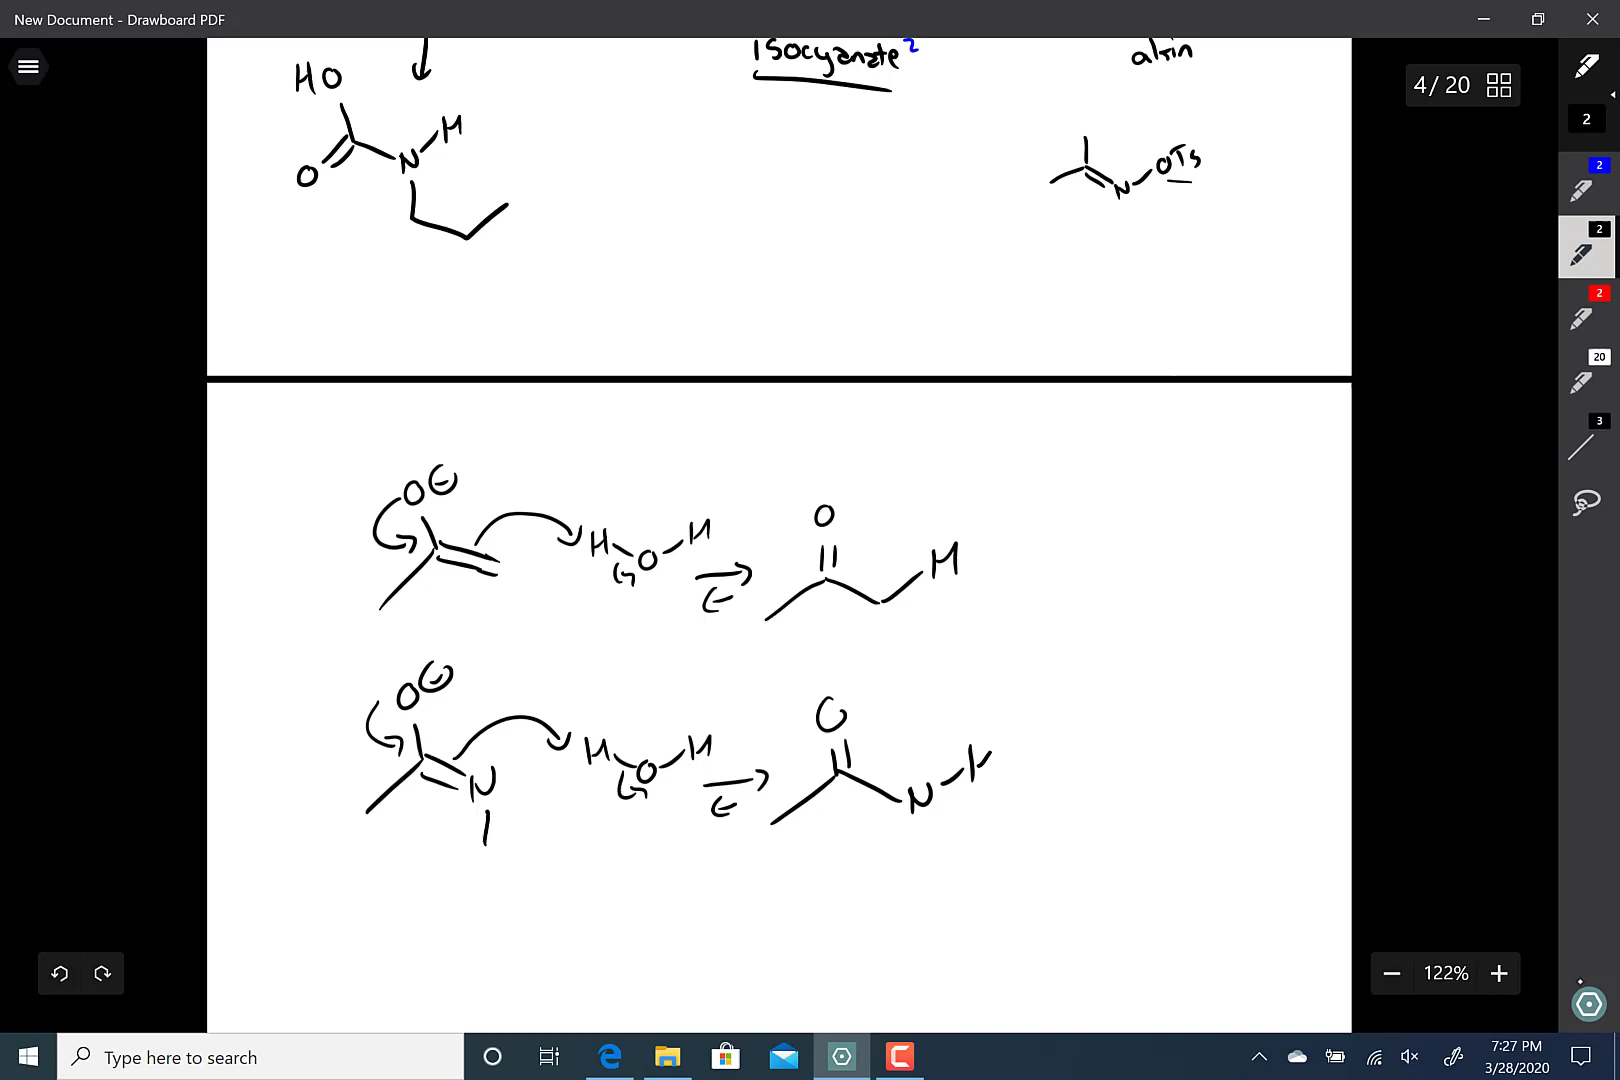 New Document - Drawboard PDF
Isocyanate 2
HO
H
N
O
OTs
N
4 / 20
2
2
2
2
20
3
O⊖
H
O
H
O
H
O⊖
N
H
O
H
O
N
122%
Type here to search
7:27 PM
3/28/2020